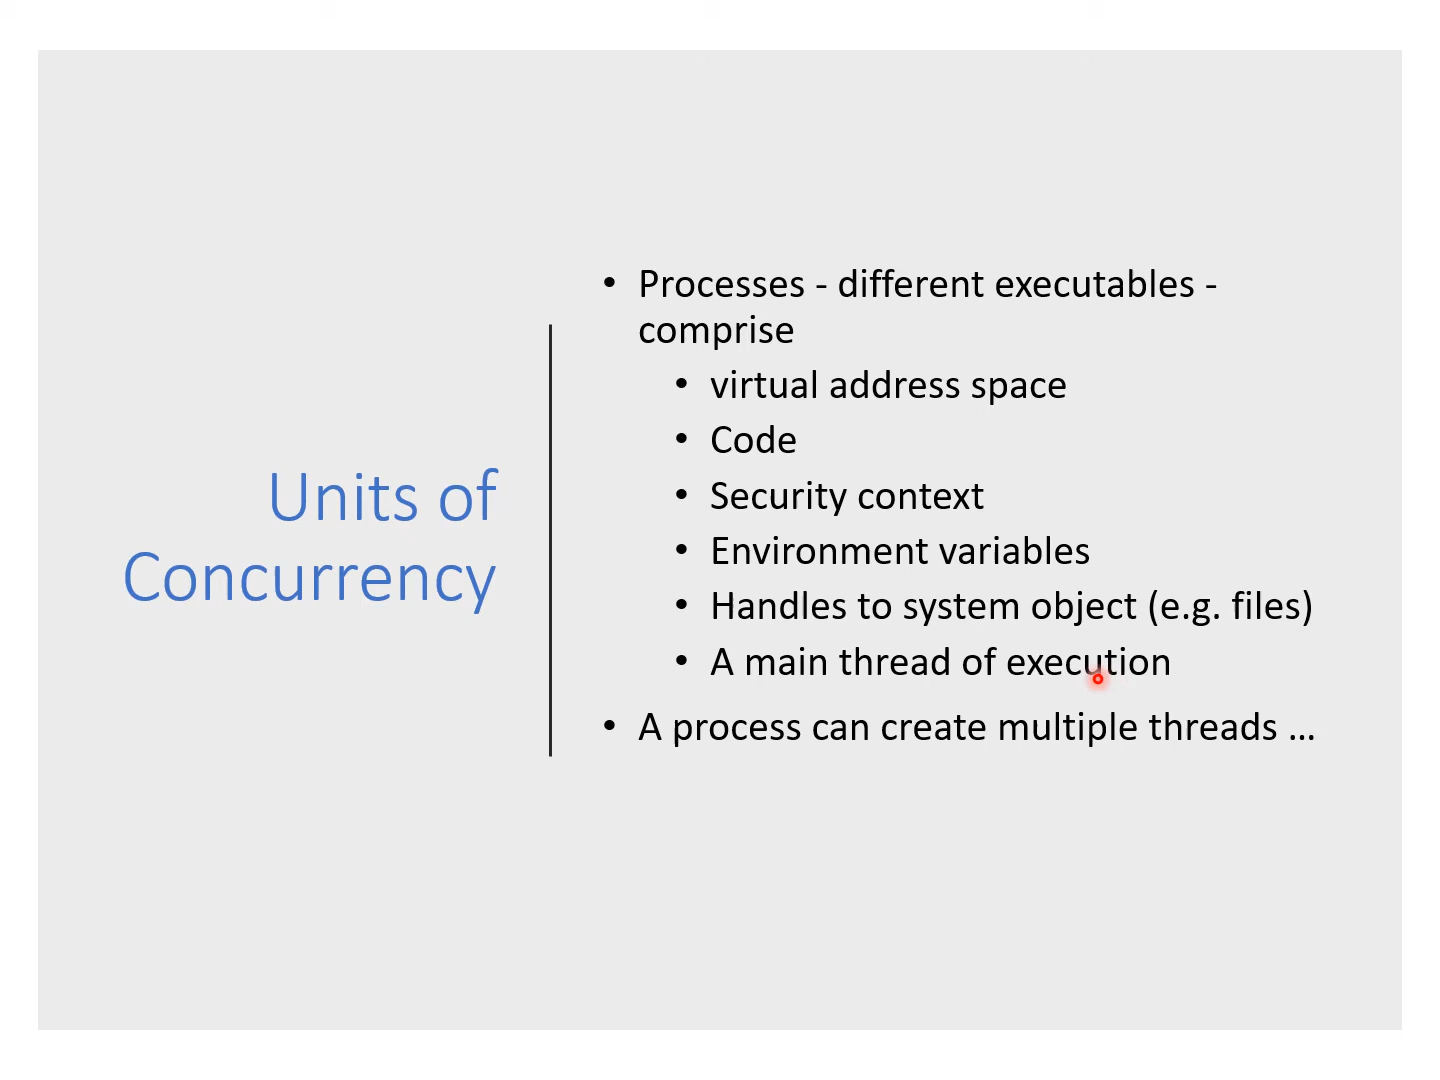 Units of
Concurrency
• Processes - different executables -
comprise
• virtual address space
• Code
• Security context
• Environment variables
• Handles to system object (e.g. files)
• A main thread of execution
• A process can create multiple threads ...